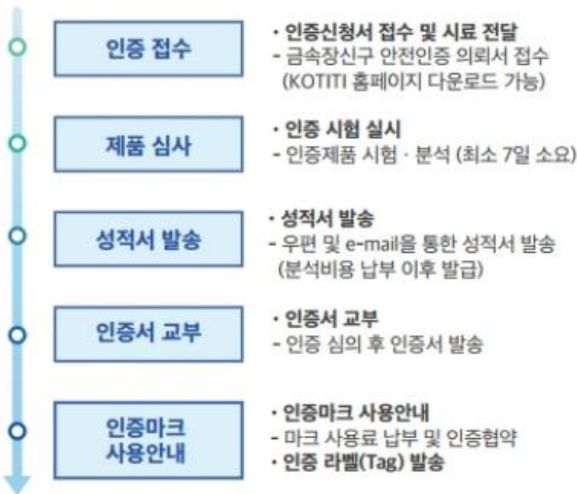 인증 접수
· 인증신청서 접수 및 시료 전달
- 금속장신구 안전인증 의뢰서 접수
(KOTITI 홈페이지 다운로드 가능)
제품 심사
· 인증 시험 실시
- 인증제품 시험 · 분석 (최소 7일 소요)
성적서 발송
· 성적서 발송
- 우편 및 e-mail을 통한 성적서 발송
(분석비용 납부 이후 발급)
인증서 교부
· 인증서 교부
- 인증 심의 후 인증서 발송
인증마크
사용안내
· 인증마크 사용안내
- 마크 사용료 납부 및 인증협약
· 인증 라벨(Tag) 발송